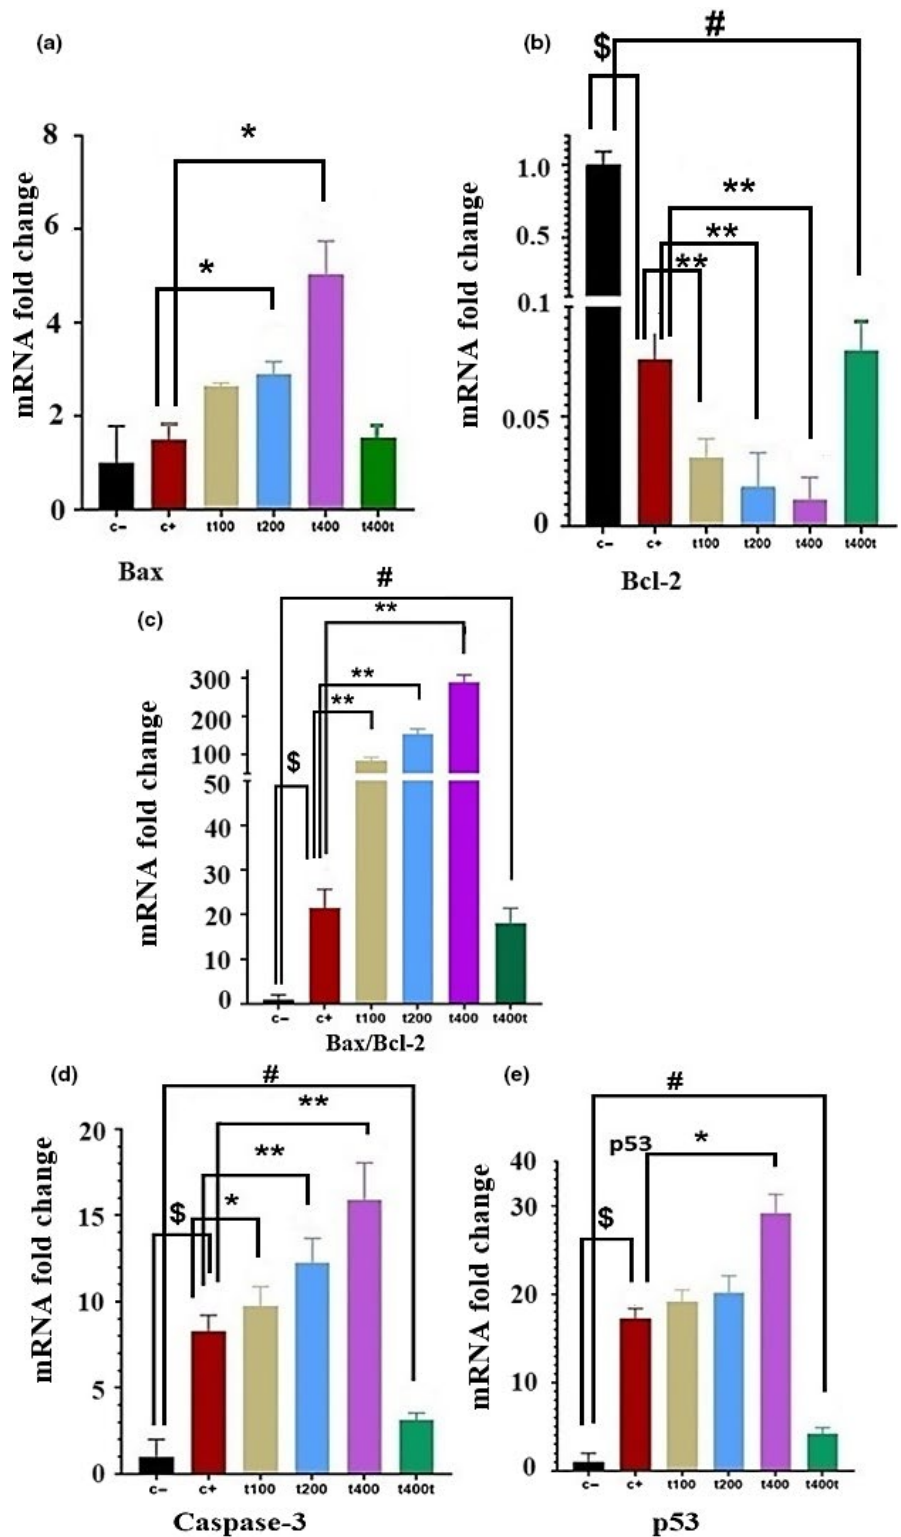 (a)
*
*
mRNA fold change
8
6
4
2
0
c− c+ t100 t200 t400 t400t
Bax
(b)
#
$
**
**
**
mRNA fold change
1.0
0.5
0.1
0.05
0
c− c+ t100 t200 t400 t400t
Bcl-2
(c)
#
**
**
**
$
mRNA fold change
300
200
100
50
40
30
20
10
0
c− c+ t100 t200 t400 t400t
Bax/Bcl-2
(d)
#
**
**
*
$
mRNA fold change
20
15
10
5
0
c− c+ t100 t200 t400 t400t
Caspase-3
(e)
#
p53
*
$
mRNA fold change
40
30
20
10
0
c− c+ t100 t200 t400 t400t
p53